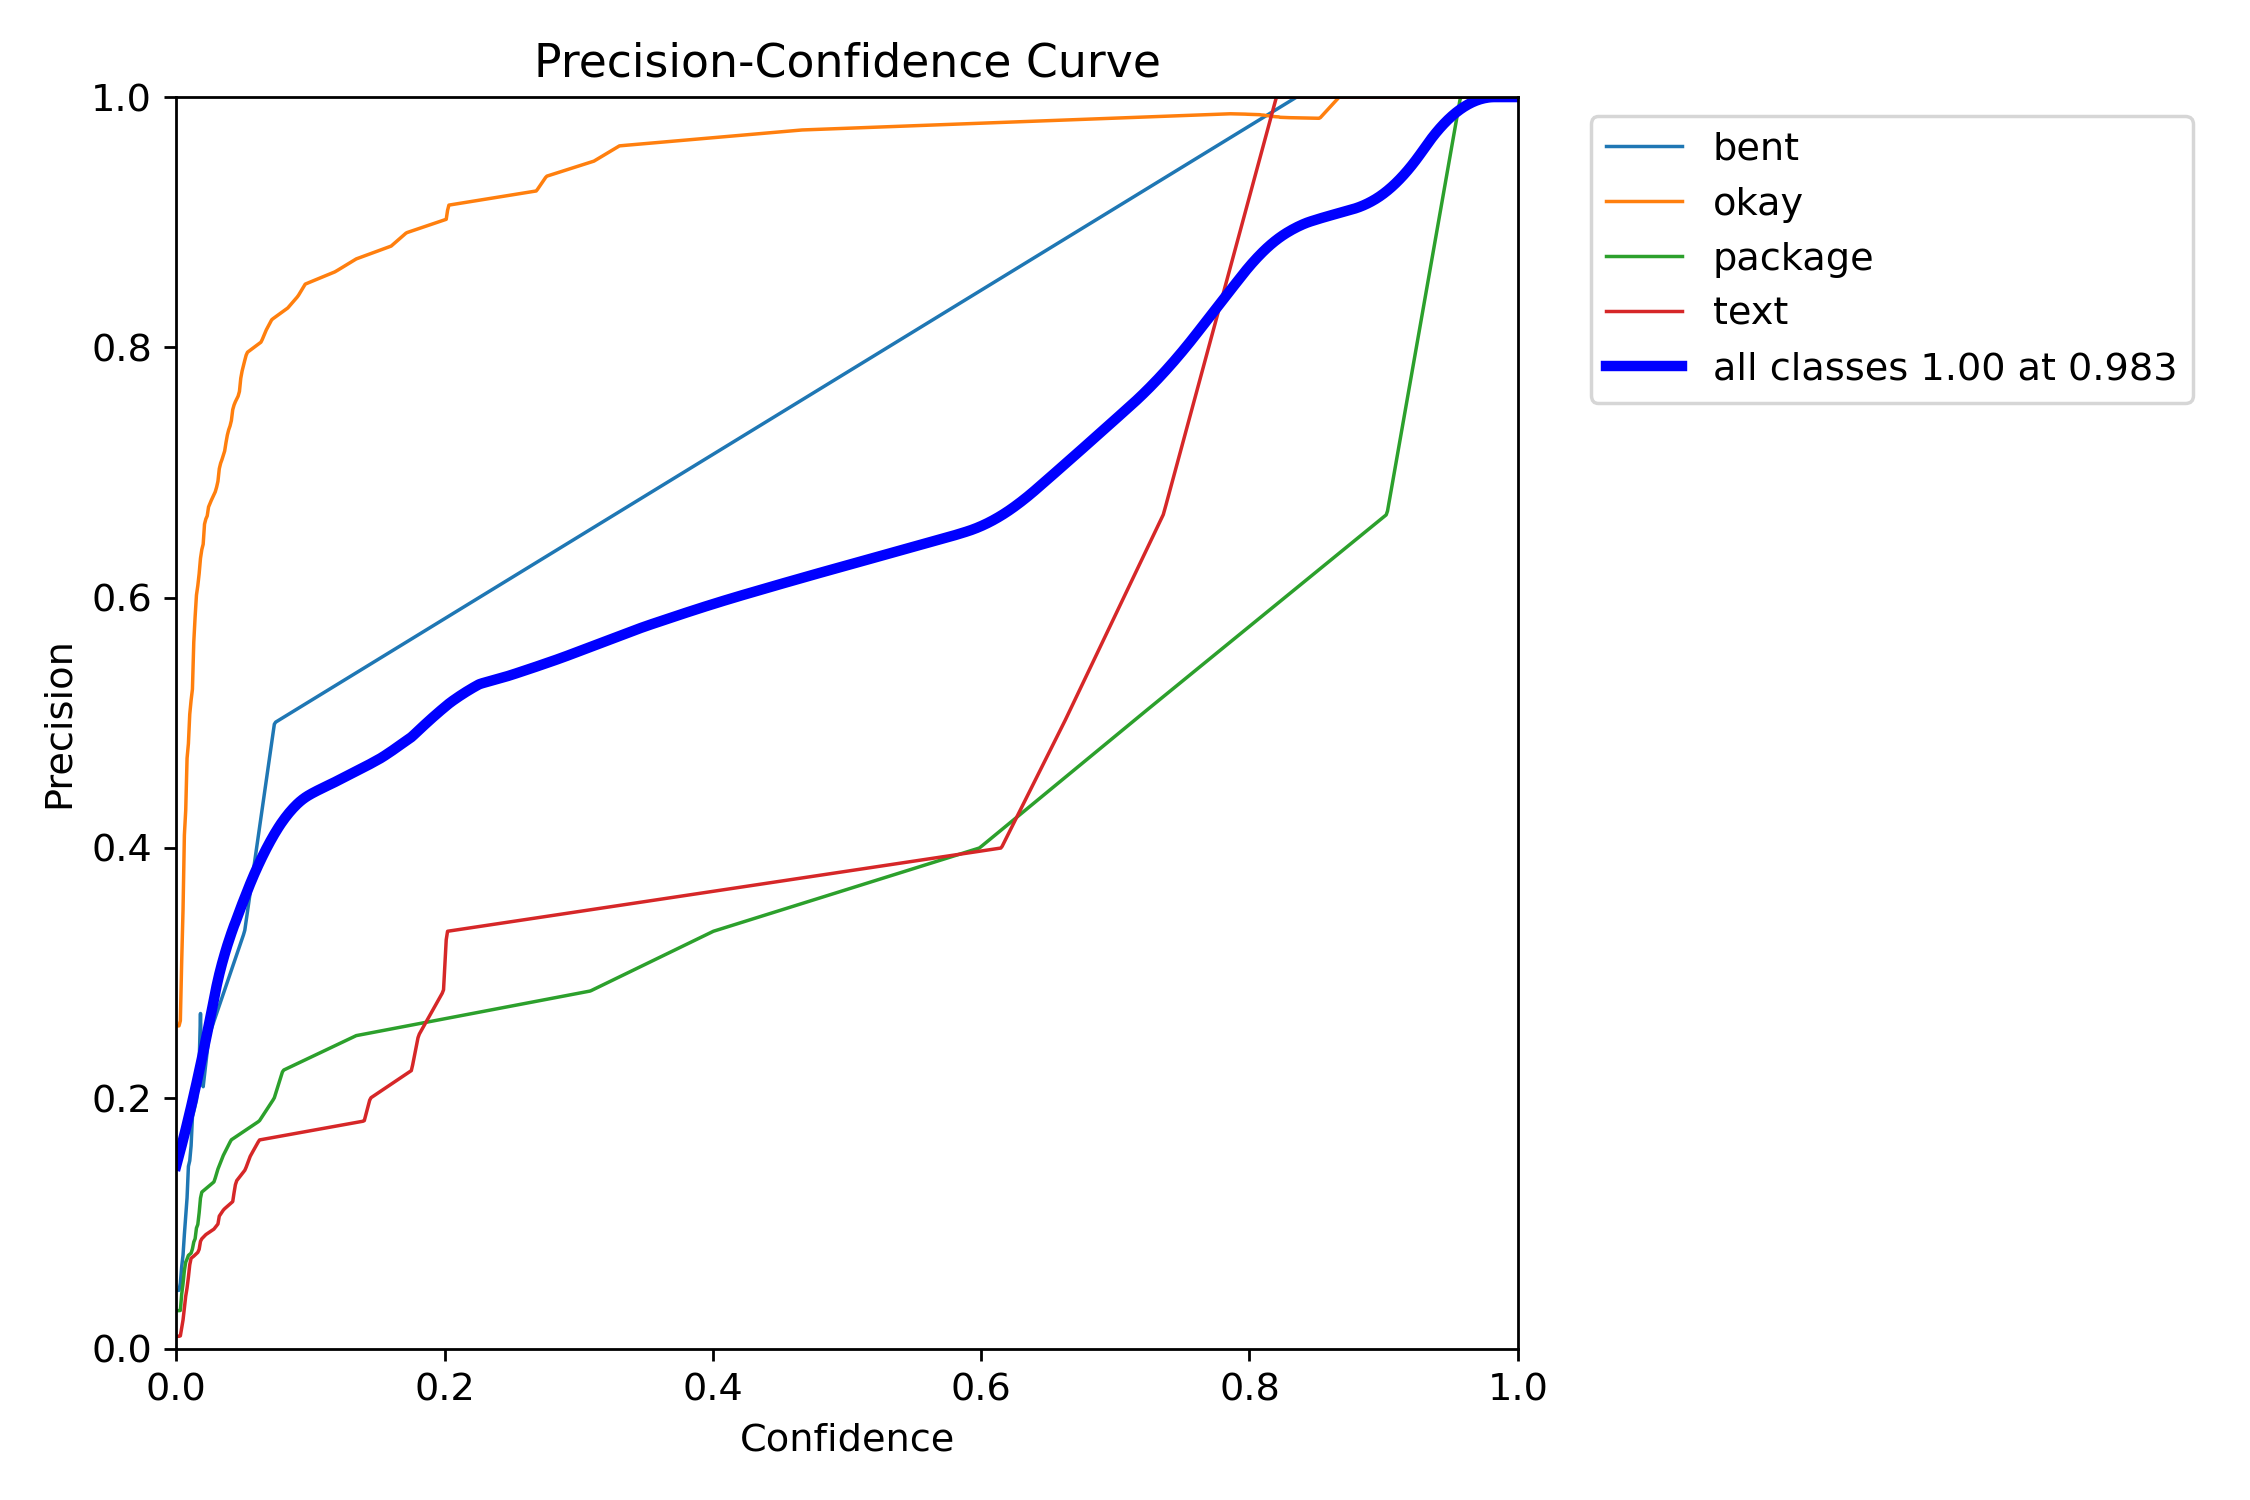 Precision-Confidence Curve
1.0
0.8
0.6
0.4
0.2
0.0
Precision
0.0 0.2 0.4 0.6 0.8 1.0
Confidence
bent
okay
package
text
all classes 1.00 at 0.983